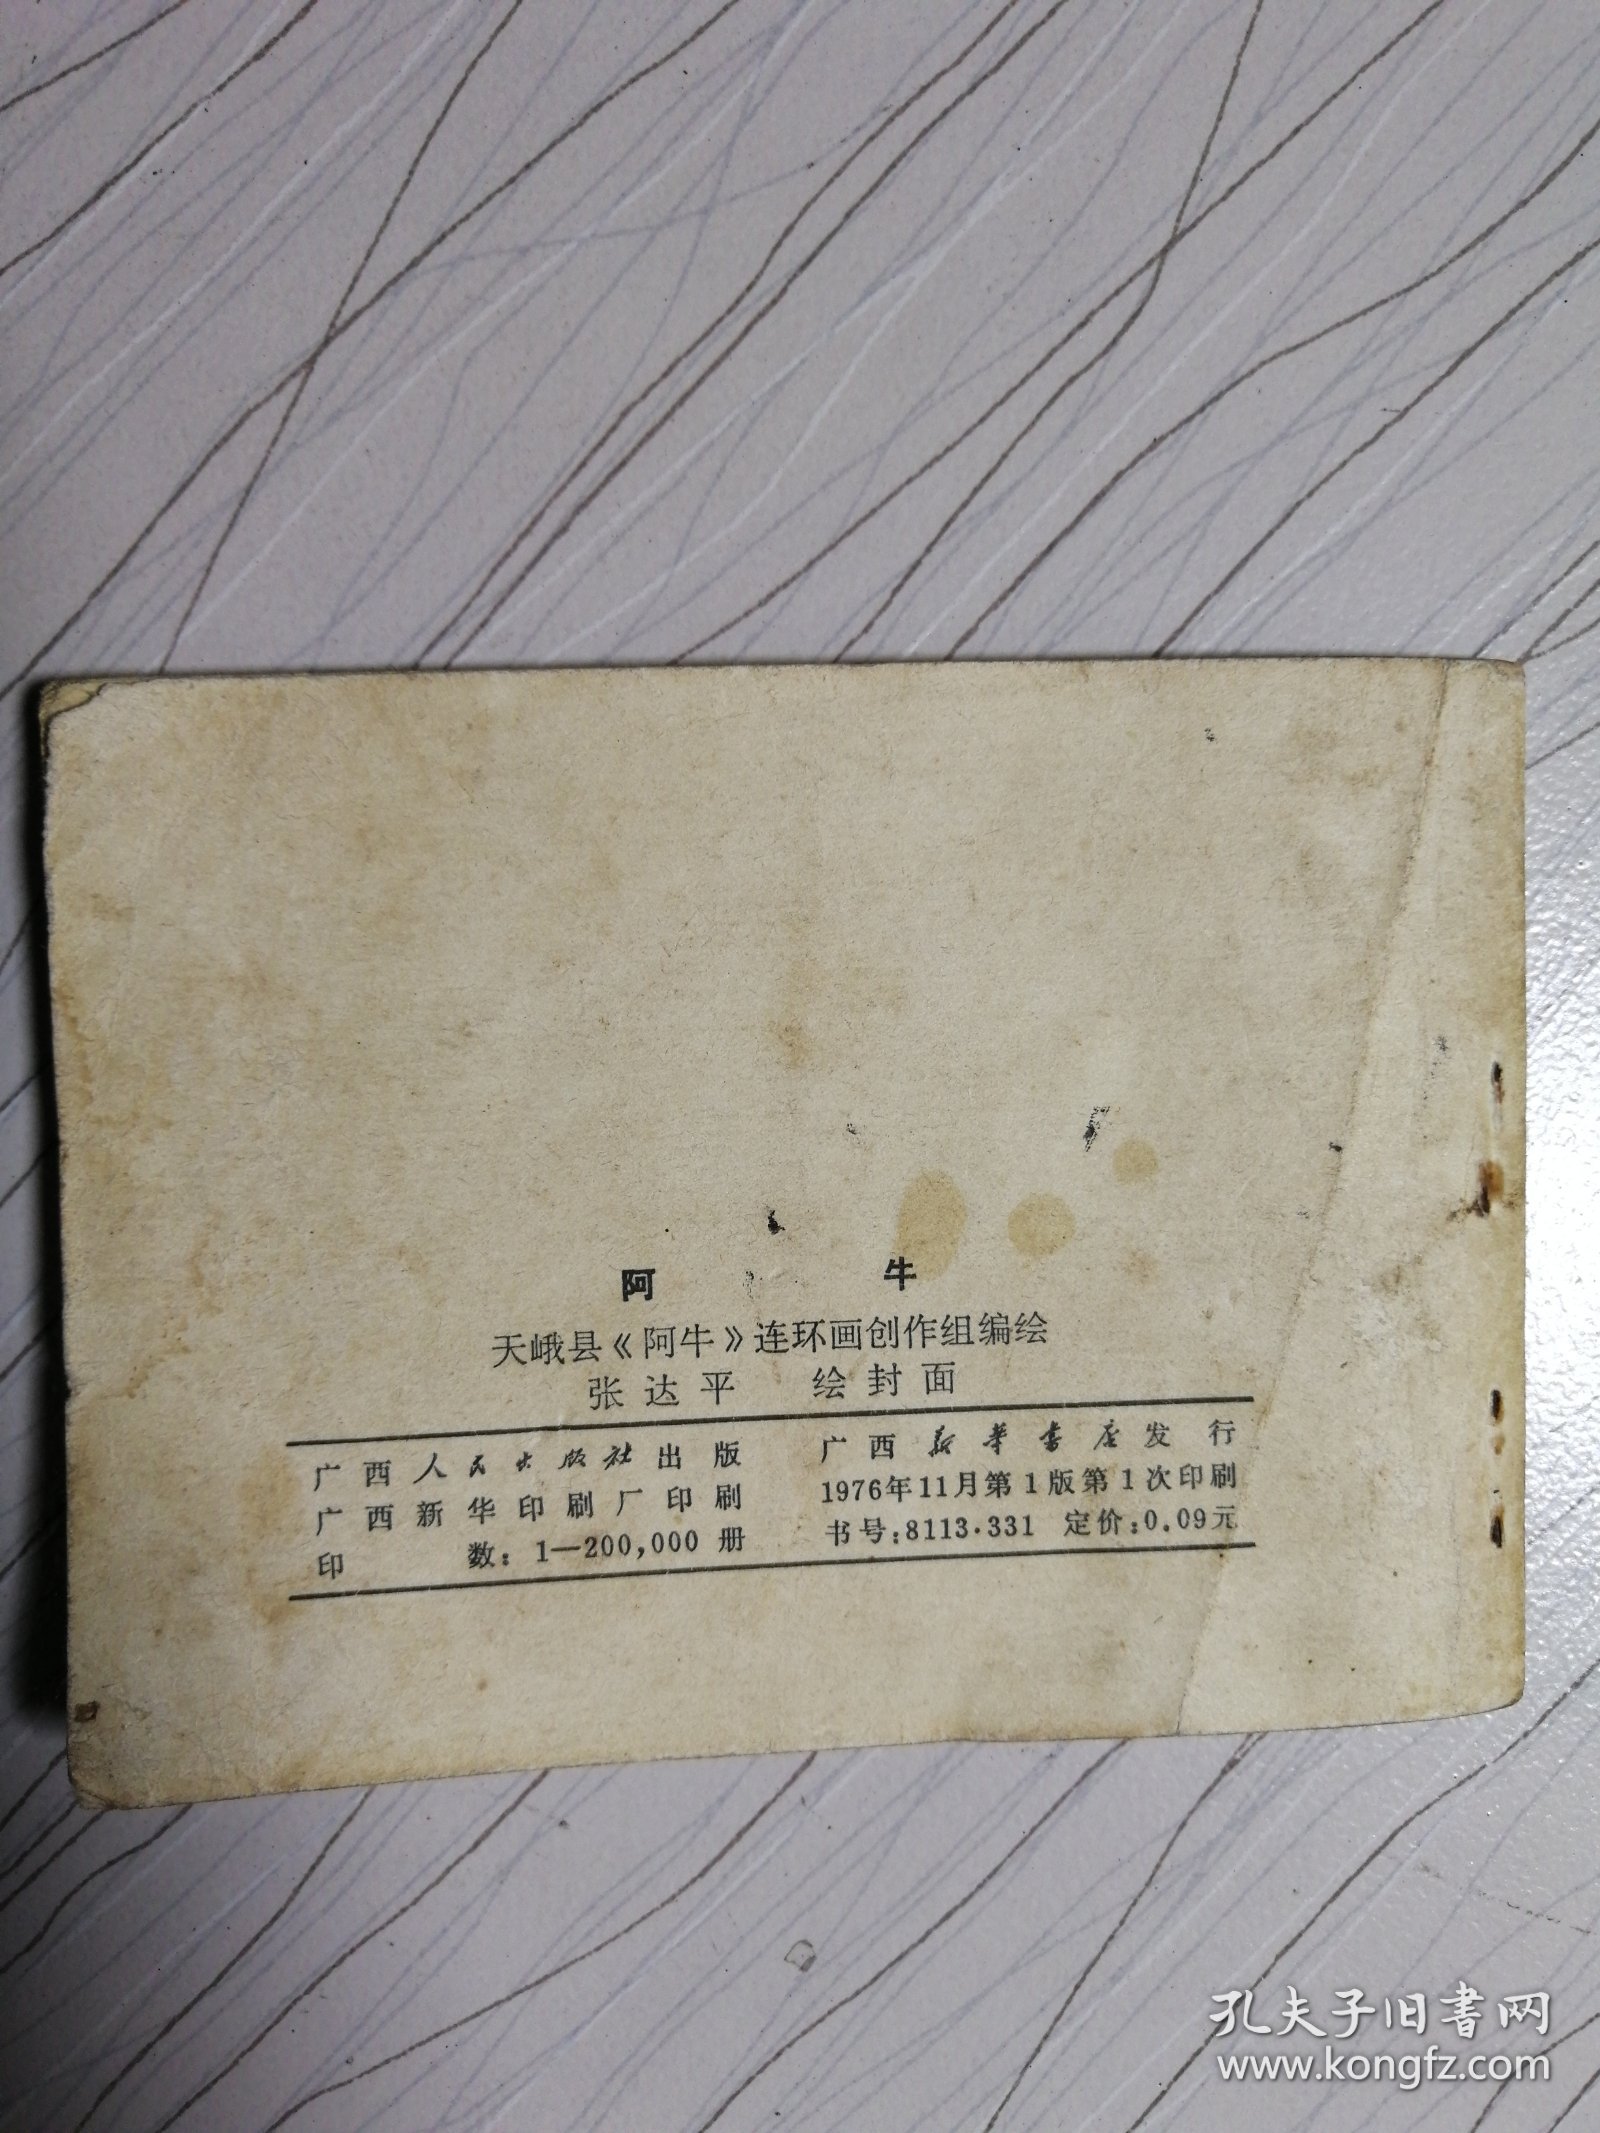 阿 牛
天峨县《阿牛》连环画创作组编绘
张达平 绘封面
广西人民出版社出版
广西新华印刷厂印刷
印 数：1—200,000 册
广西新华书店发行
1976年11月第1版第1次印刷
书号：8113·331 定价：0.09元
孔夫子旧书网
www.kongfz.com